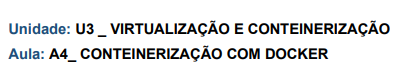 Unidade: U3 _ VIRTUALIZAÇÃO E CONTEINERIZAÇÃO
Aula: A4_ CONTEINERIZAÇÃO COM DOCKER